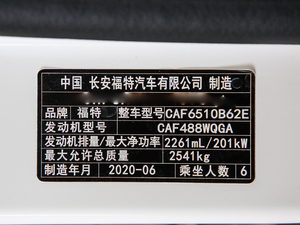 中国 长安福特汽车有限公司 制造
品牌 福特 整车型号 CAF6510B62E
发动机型号 CAF488WQGA
发动机排量/最大净功率 2261mL/201kW
最大允许总质量 2541kg
制造年月 2020-06 乘坐人数 6